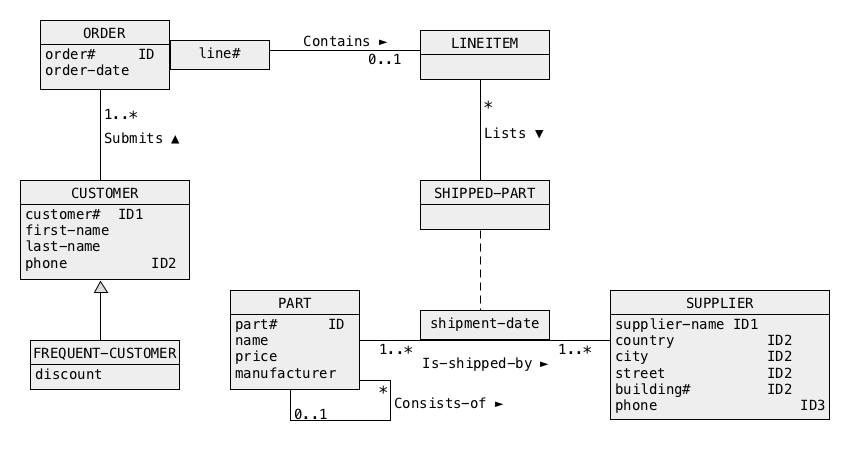 ORDER
order# ID
order-date
line#
Contains ►
0..1
LINEITEM
1..*
Submits ▲
*
Lists ▼
CUSTOMER
customer# ID1
first-name
last-name
phone ID2
SHIPPED-PART
FREQUENT-CUSTOMER
discount
PART
part# ID
name
price
manufacturer
shipment-date
1..*
1..*
Is-shipped-by ►
SUPPLIER
supplier-name ID1
country ID2
city ID2
street ID2
building# ID2
phone ID3
*
0..1
Consists-of ►